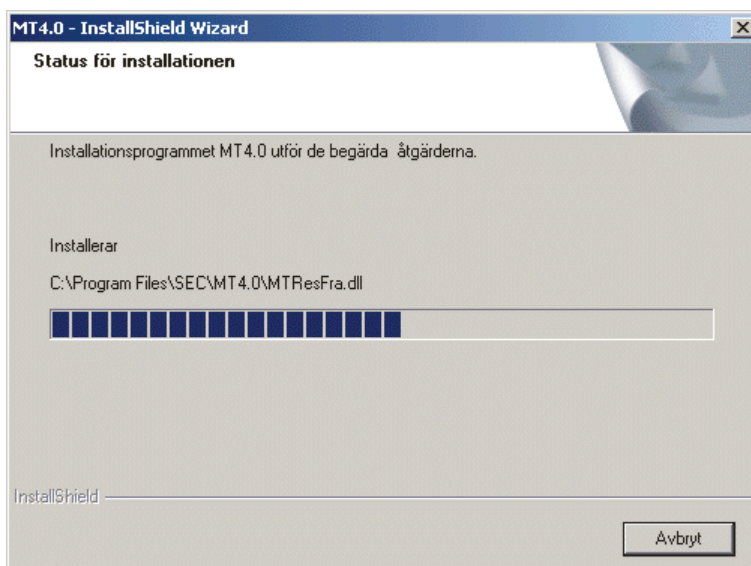 MT4.0 - InstallShield Wizard
Status för installationen
Installationsprogrammet MT4.0 utför de begärda åtgärderna.
Installerar
C:\Program Files\SEC\MT4.0\MTResFra.dll
InstallShield
Avbryt